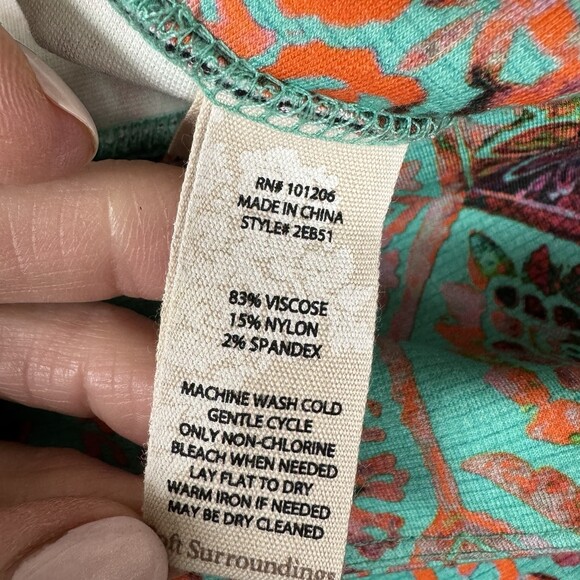 RN# 101206
MADE IN CHINA
STYLE# 2EB51
83% VISCOSE
15% NYLON
2% SPANDEX
MACHINE WASH COLD
GENTLE CYCLE
ONLY NON-CHLORINE
BLEACH WHEN NEEDED
LAY FLAT TO DRY
WARM IRON IF NEEDED
MAY BE DRY CLEANED
Surroundings